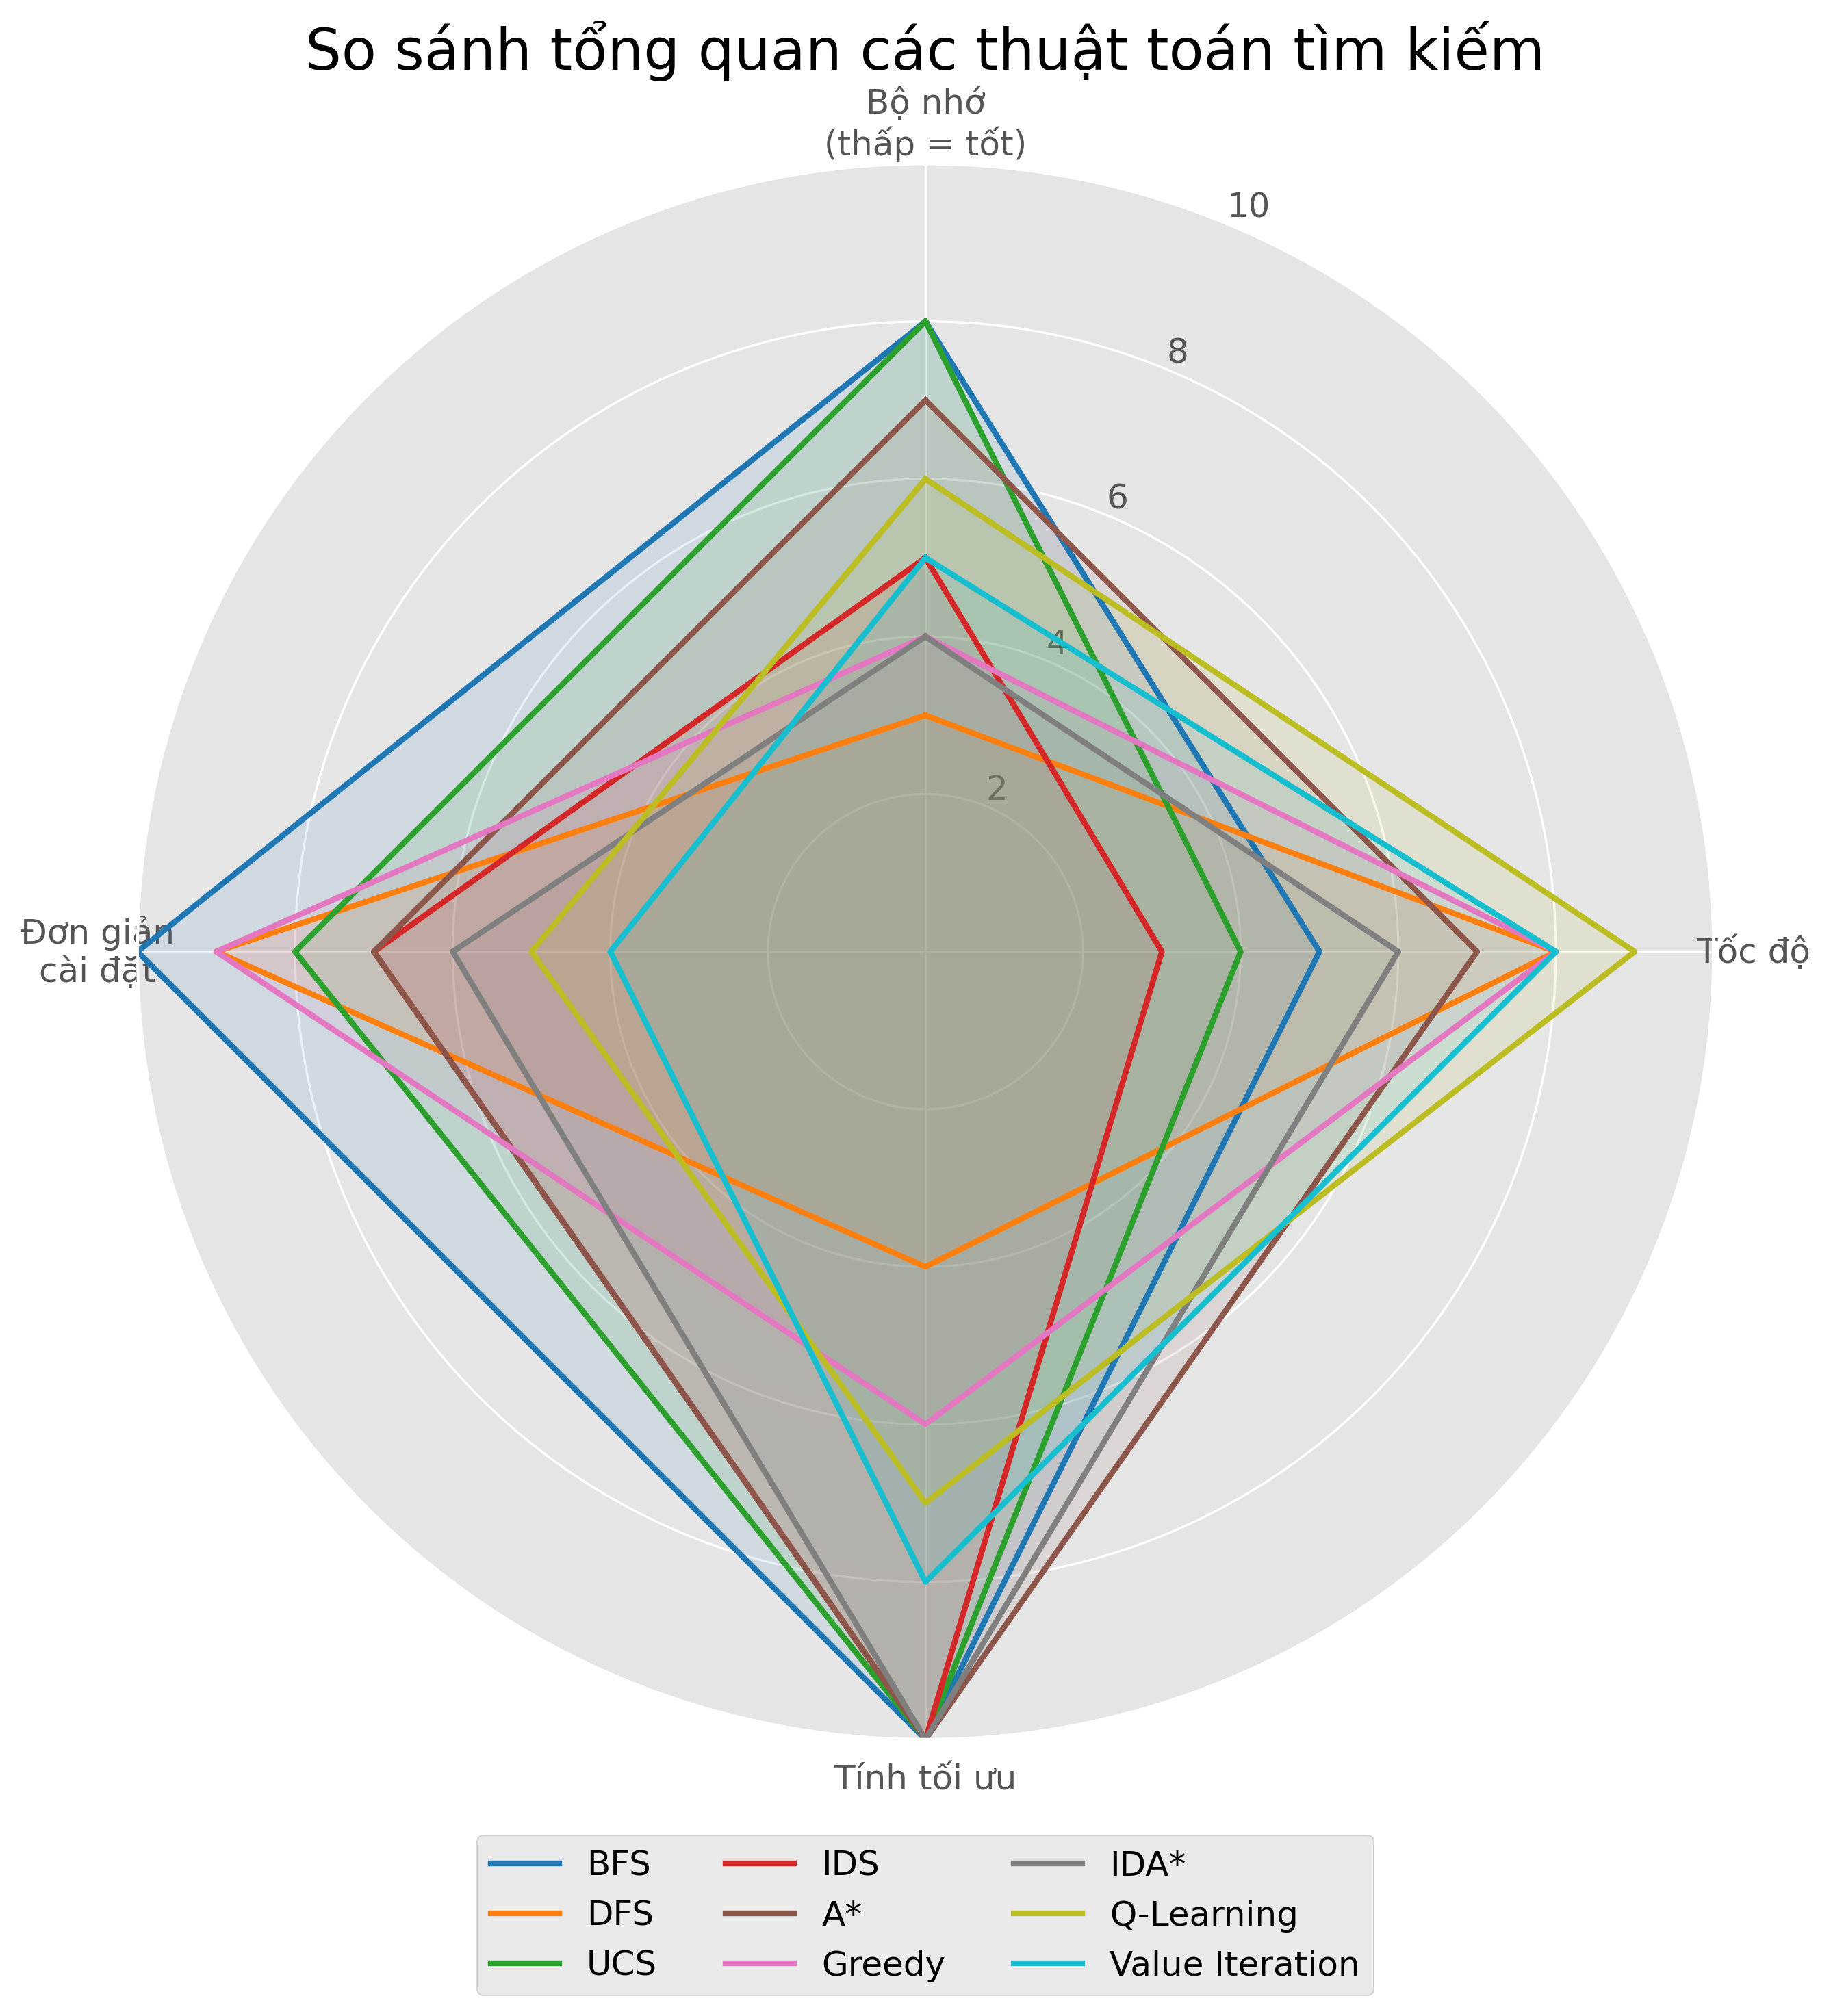 So sánh tổng quan các thuật toán tìm kiếm
Bộ nhớ
(thấp = tốt)
10
8
6
4
2
Đơn giản
cài đặt
Tốc độ
Tính tối ưu
BFS
DFS
UCS
IDS
A*
Greedy
IDA*
Q-Learning
Value Iteration